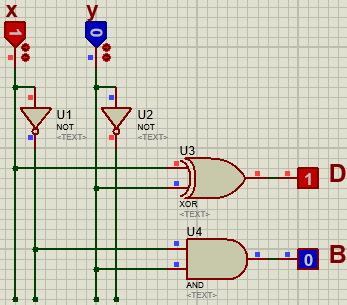 x y
1 0
U1 U2
NOT NOT
<TEXT> <TEXT>
U3
1 D
XOR
<TEXT>
U4
0 B
AND
<TEXT>